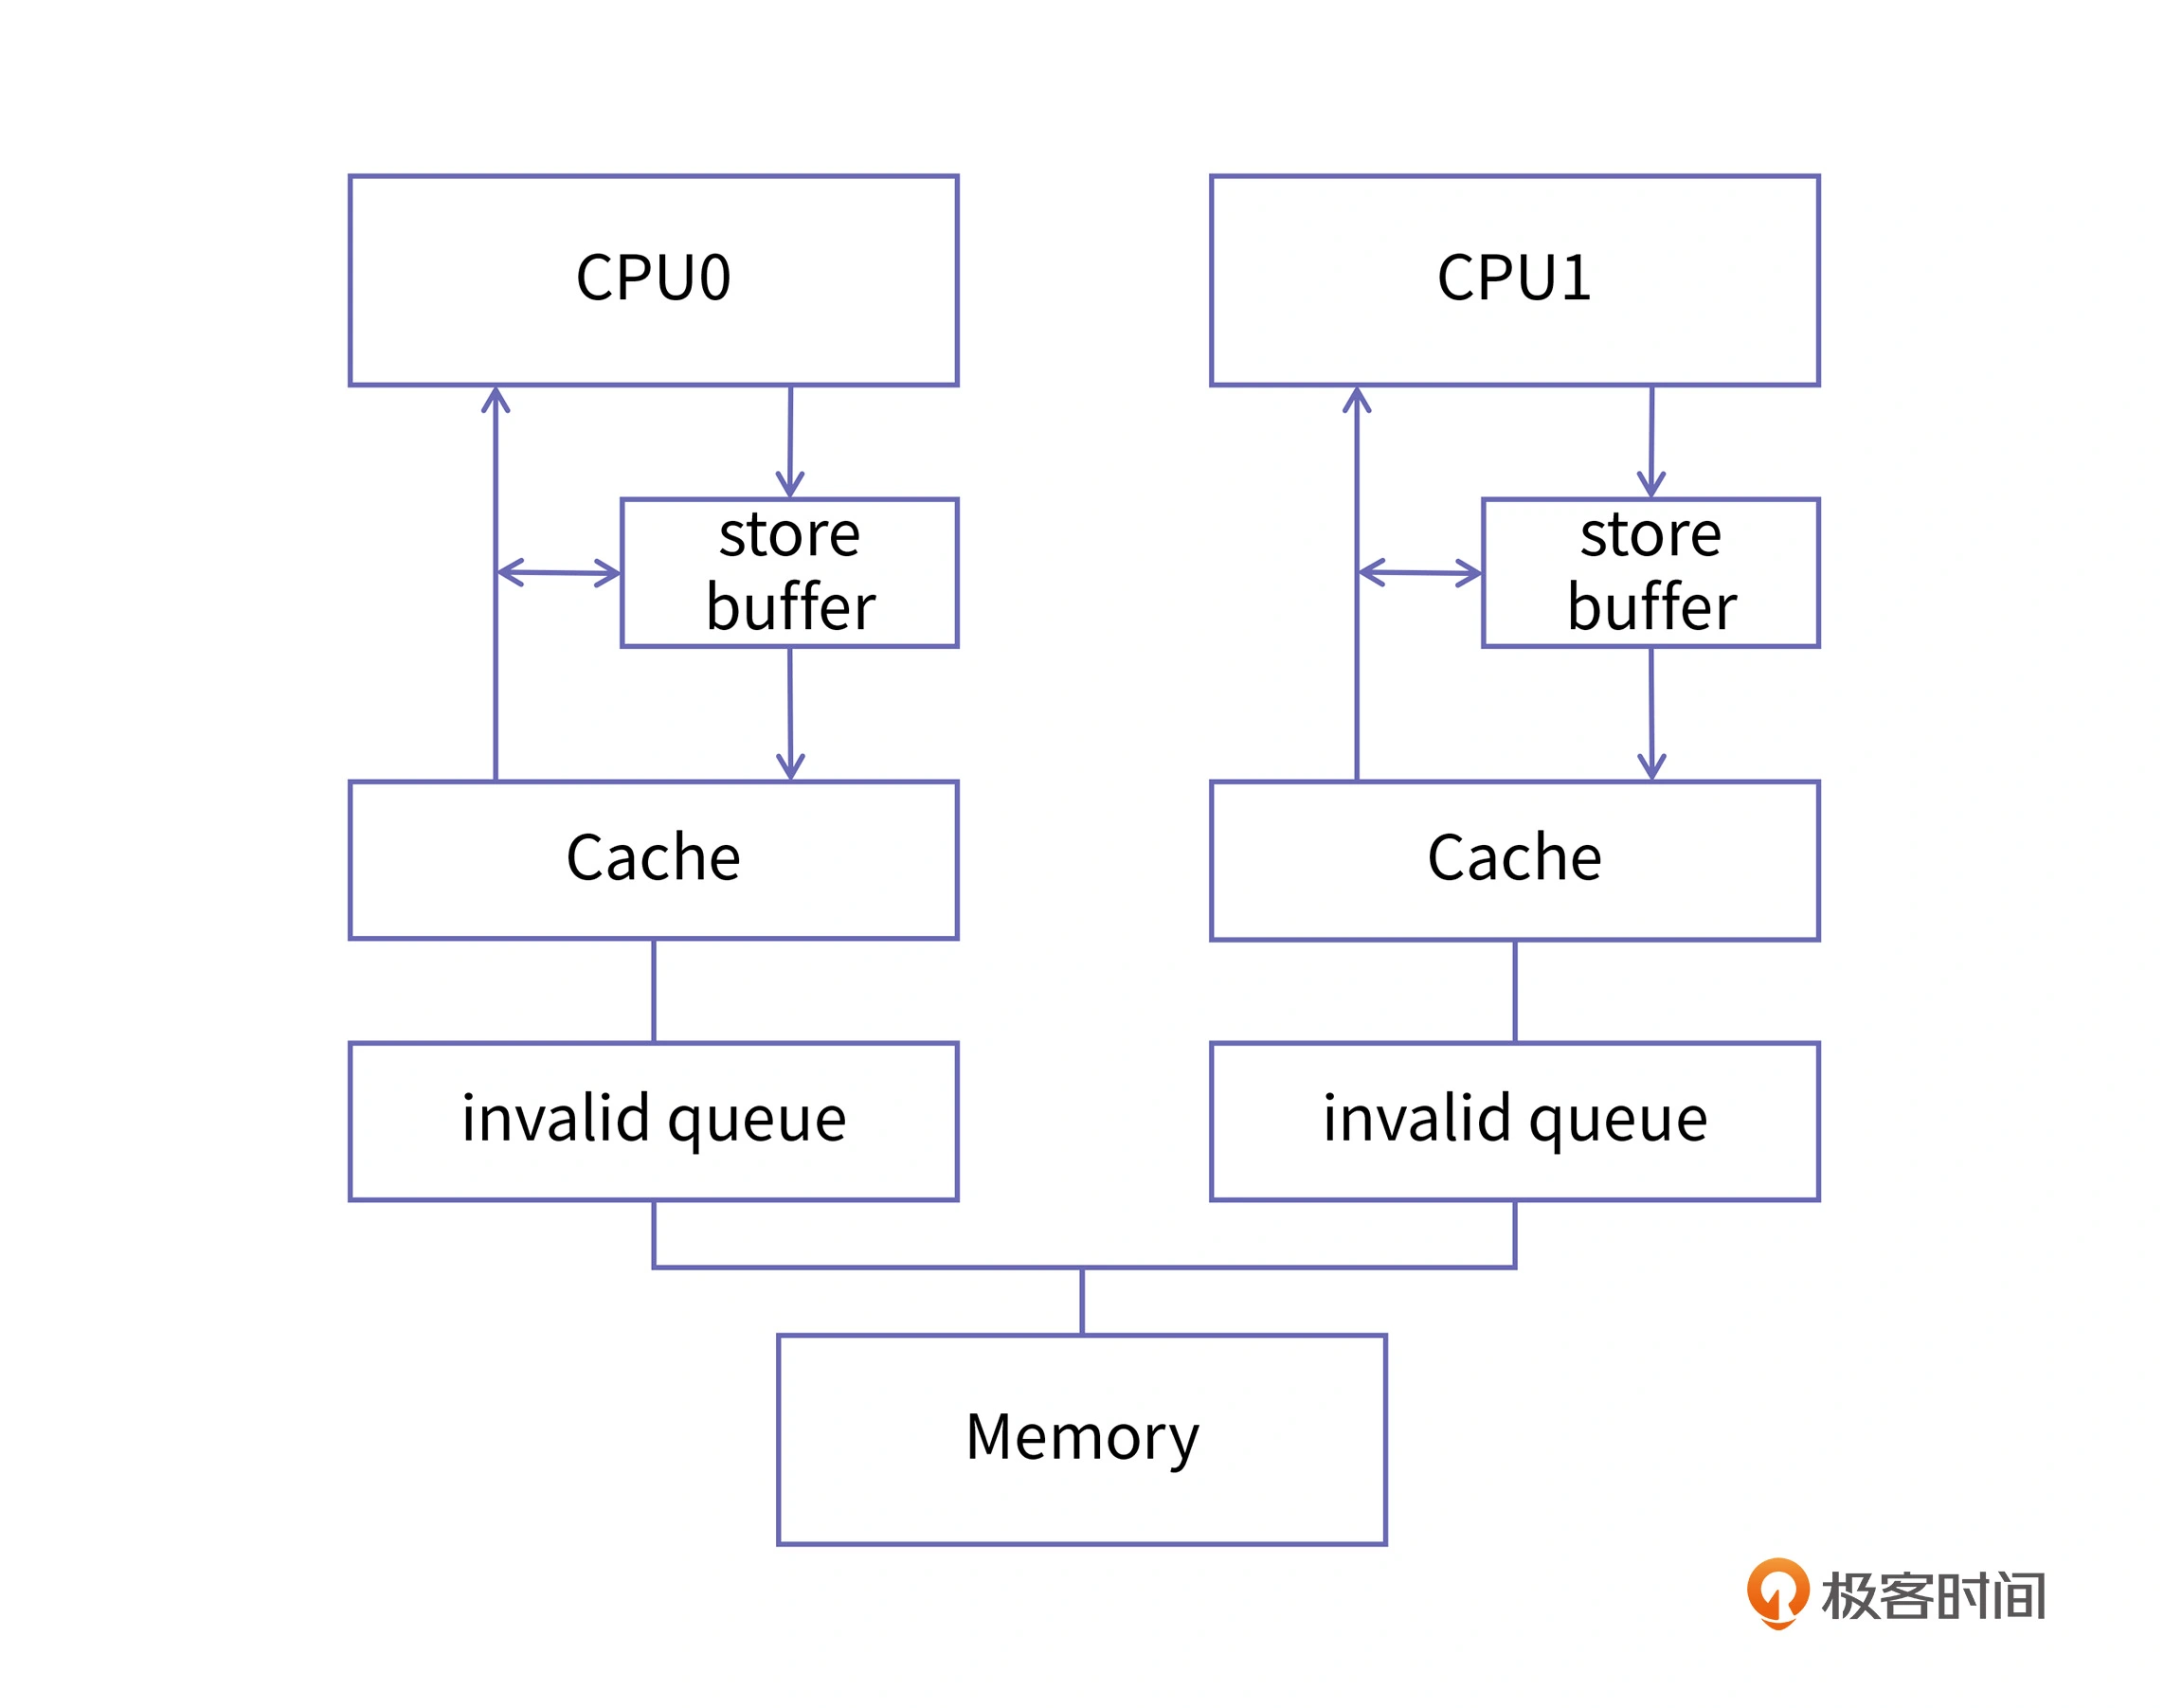 CPU0
CPU1
store
buffer
store
buffer
Cache
Cache
invalid queue
invalid queue
Memory
极客时间